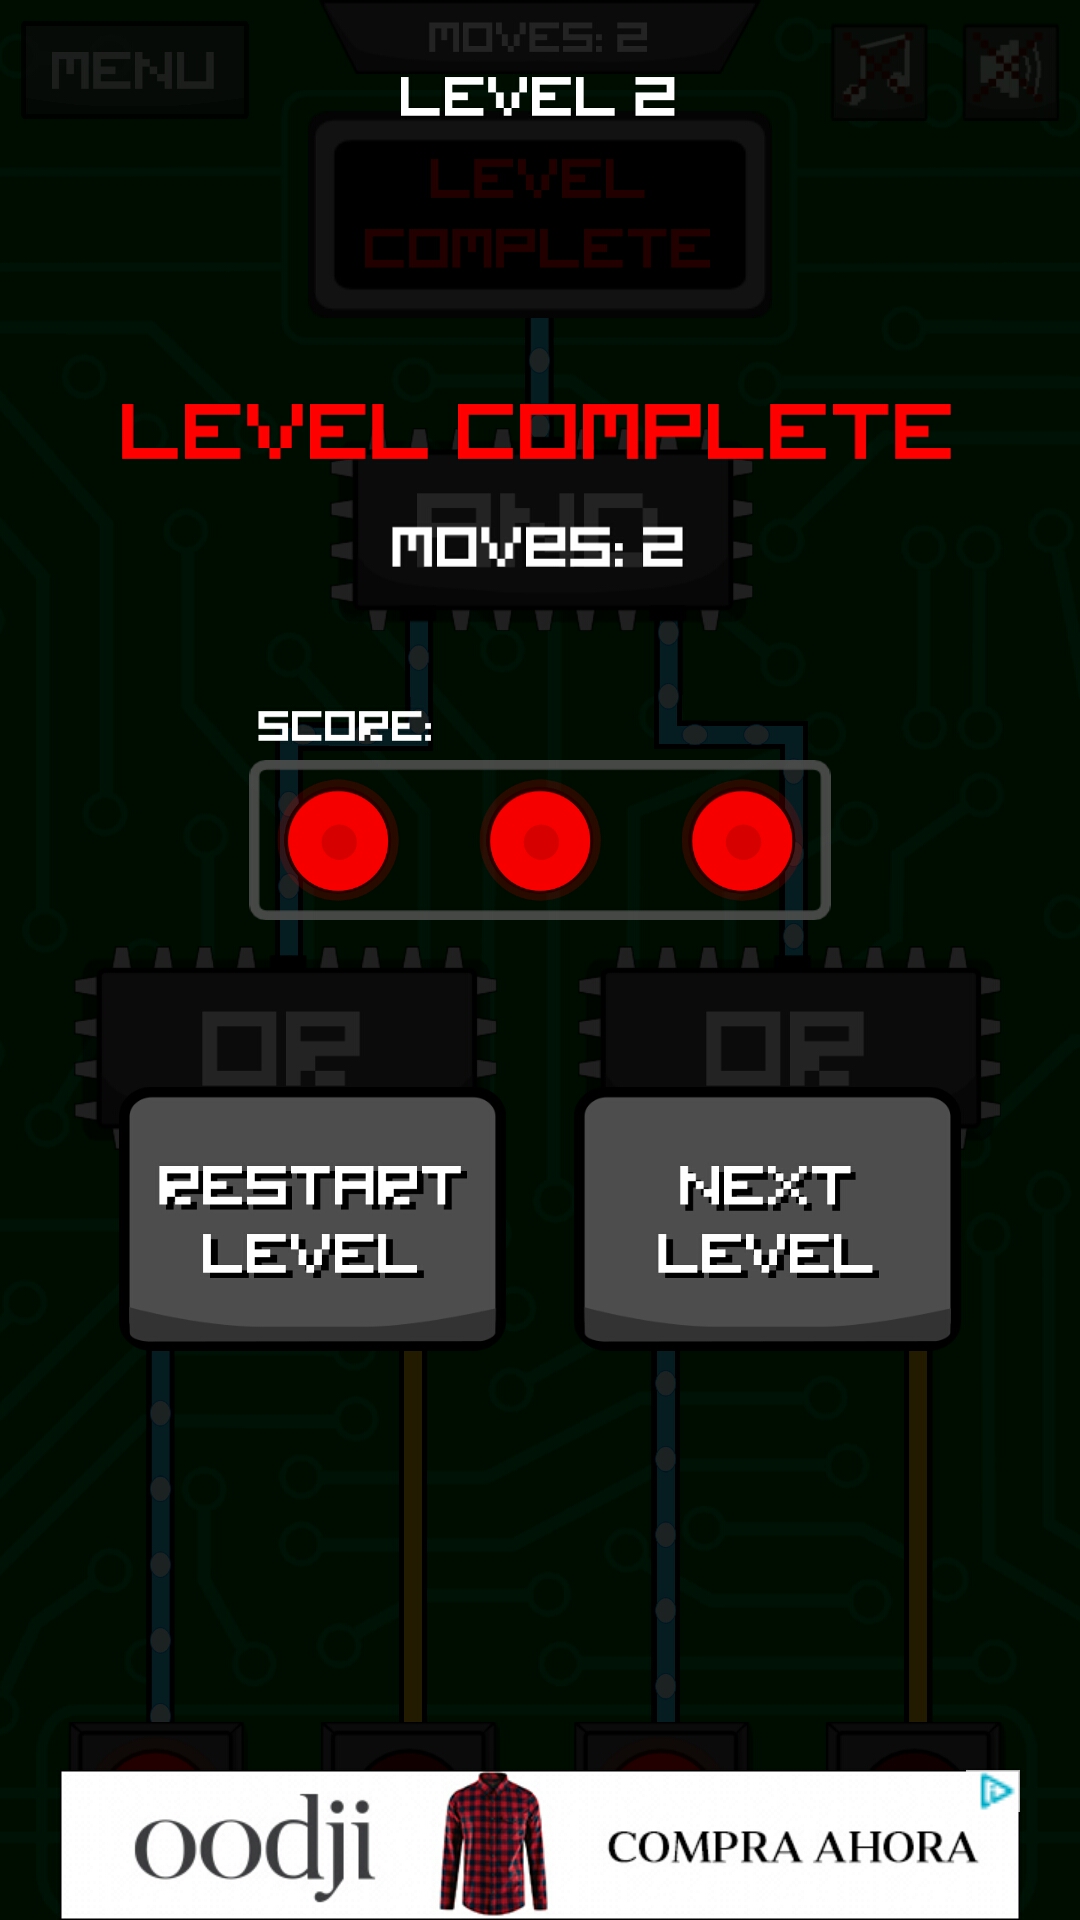 MENU
MOVES: 2
LEVEL 2
LEVEL
COMPLETE
LEVEL COMPLETE
AND
MOVES: 2
SCORE:
OR
OR
RESTART
LEVEL
NEXT
LEVEL
oodji
COMPRA AHORA